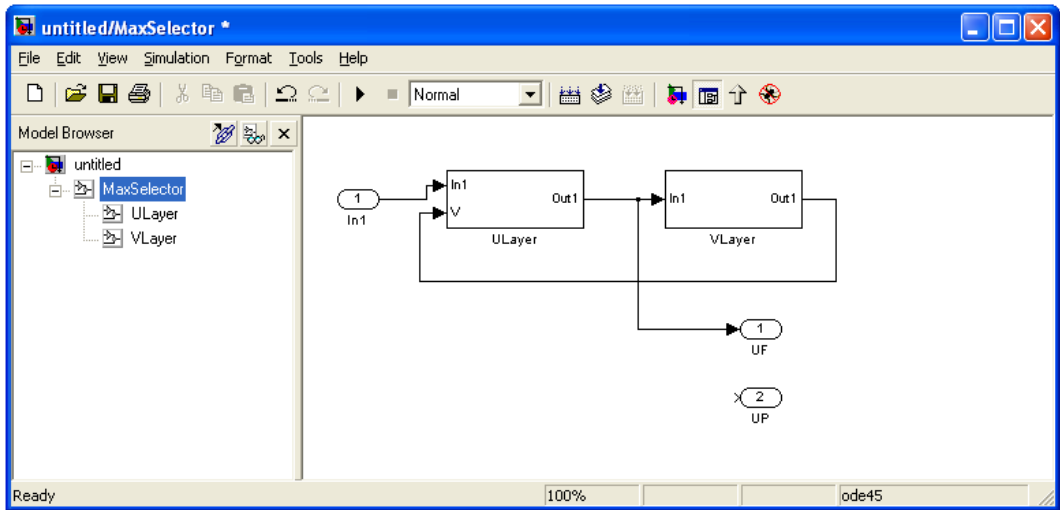 untitled/MaxSelector *
File Edit View Simulation Format Tools Help
Normal
Model Browser
untitled
MaxSelector
ULayer
VLayer
1
In1
In1
V
Out1
ULayer
In1
Out1
VLayer
1
UF
2
UP
Ready 100% ode45